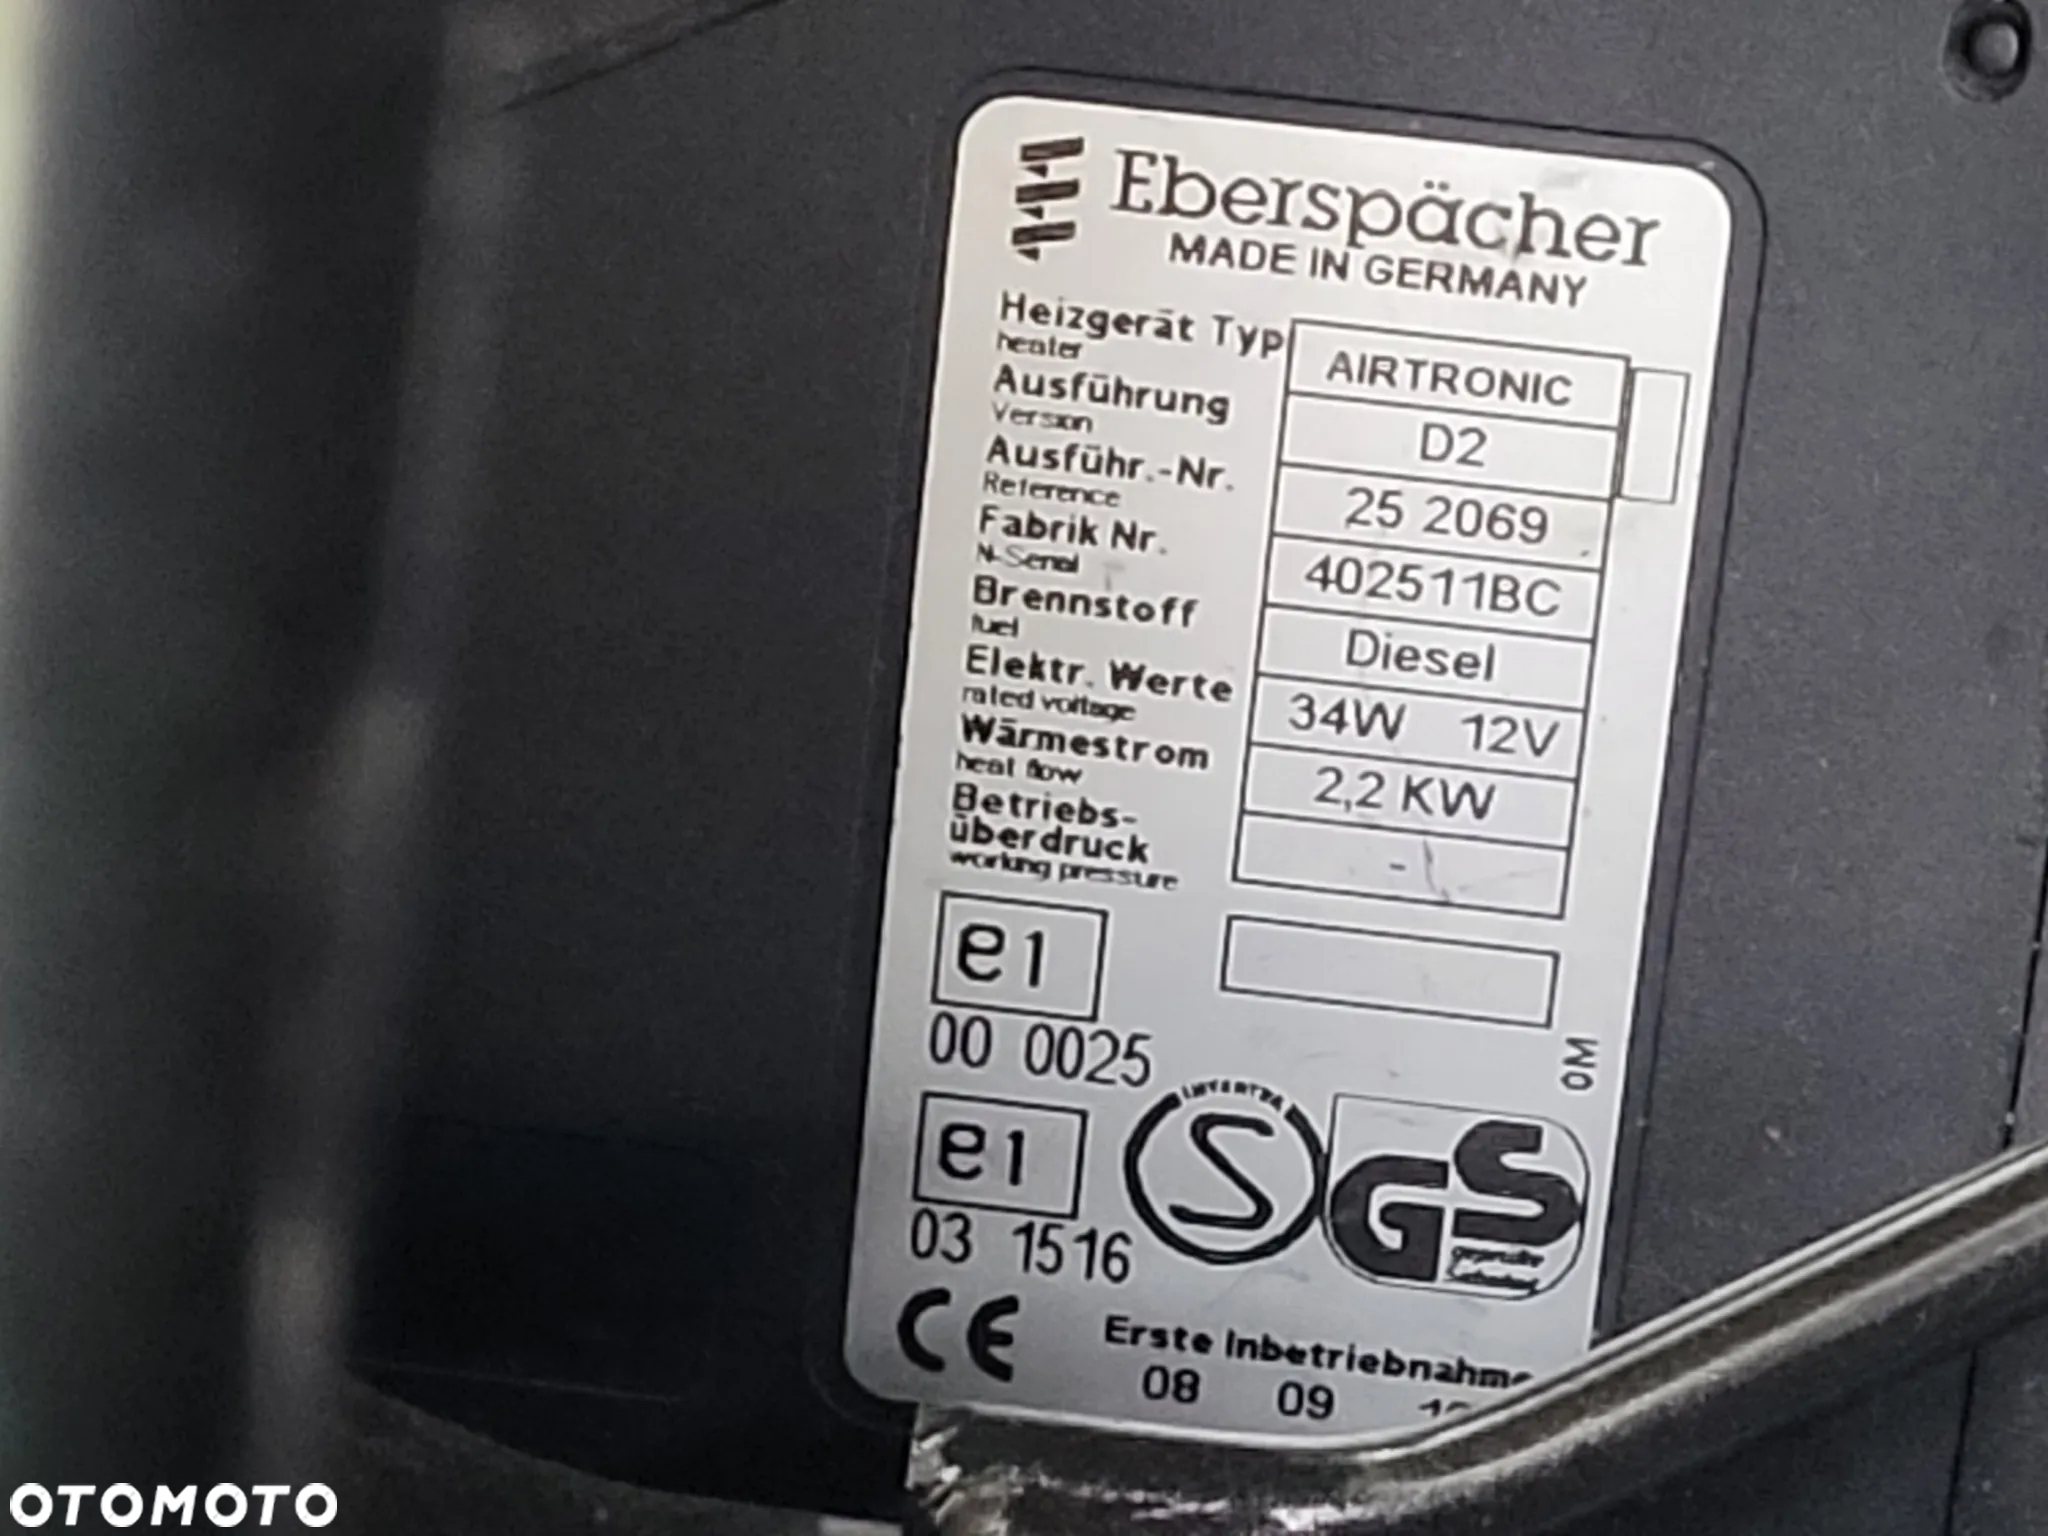 Eberspächer
MADE IN GERMANY
Heizgerät Typ AIRTRONIC
heater
Ausführung D2
Version
Ausführ.-Nr. 25 2069
Reference
Fabrik Nr. 402511BC
N-Serial
Brennstoff Diesel
fuel
Elektr. Werte 34W 12V
rated voltage
Wärmestrom 2,2 KW
heat flow
Betriebs-
überdruck -
working pressure
e1
00 0025
0M
e1
03 1516
S
GS
geprüfte
Sicherheit
CE
Erste Inbetriebnahme
08 09
OTOMOTO